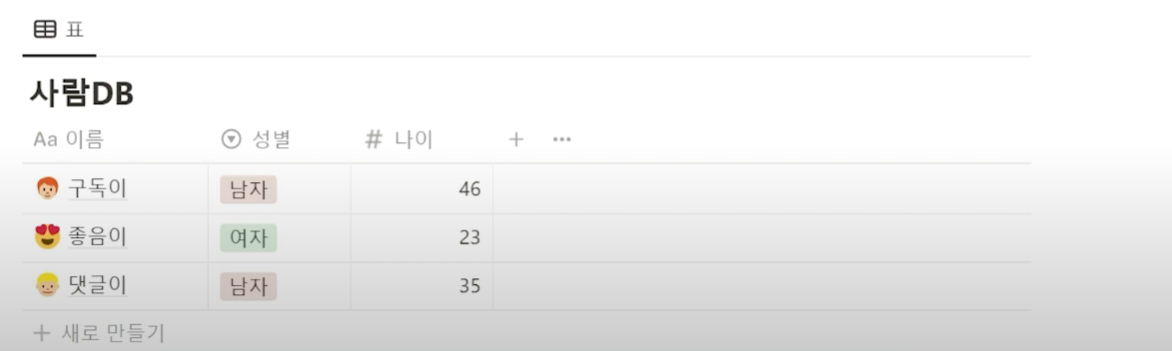 표
사람DB
Aa 이름 성별 # 나이 + •••
구독이 남자 46
좋음이 여자 23
댓글이 남자 35
+ 새로 만들기